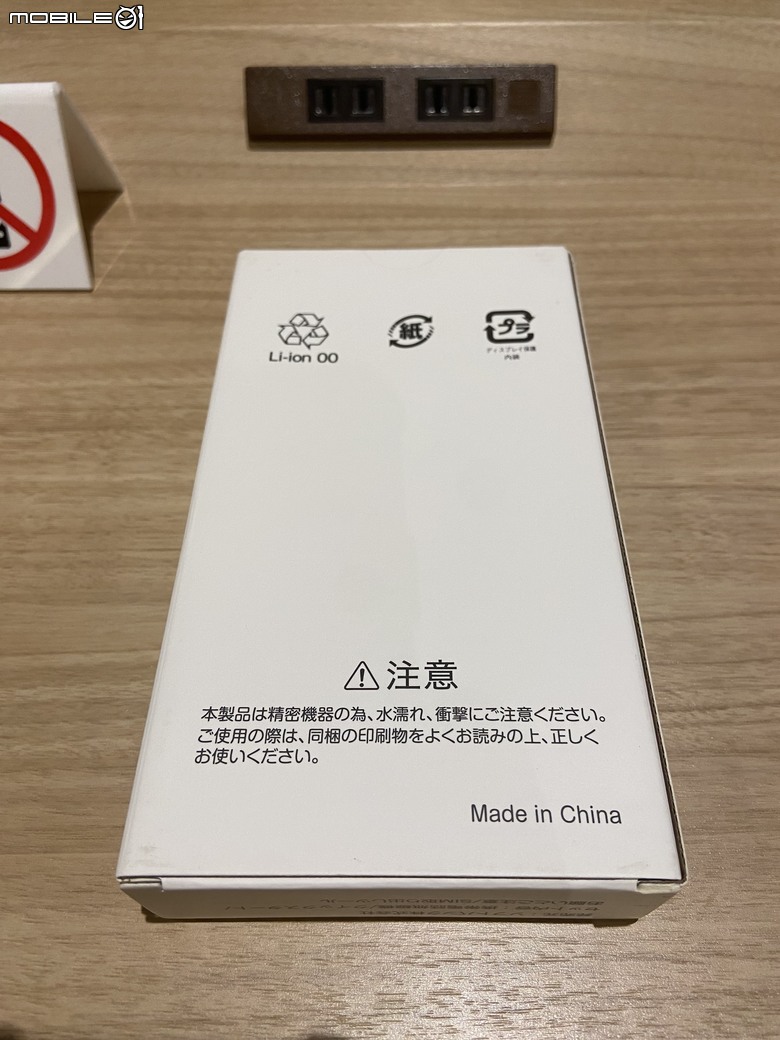 MOBILE01
Li-ion 00
紙
プラ
ディスプレイ保護
内袋
注意
本製品は精密機器の為、水濡れ、衝撃にご注意ください。
ご使用の際は、同梱の印刷物をよくお読みの上、正しく
お使いください。
Made in China